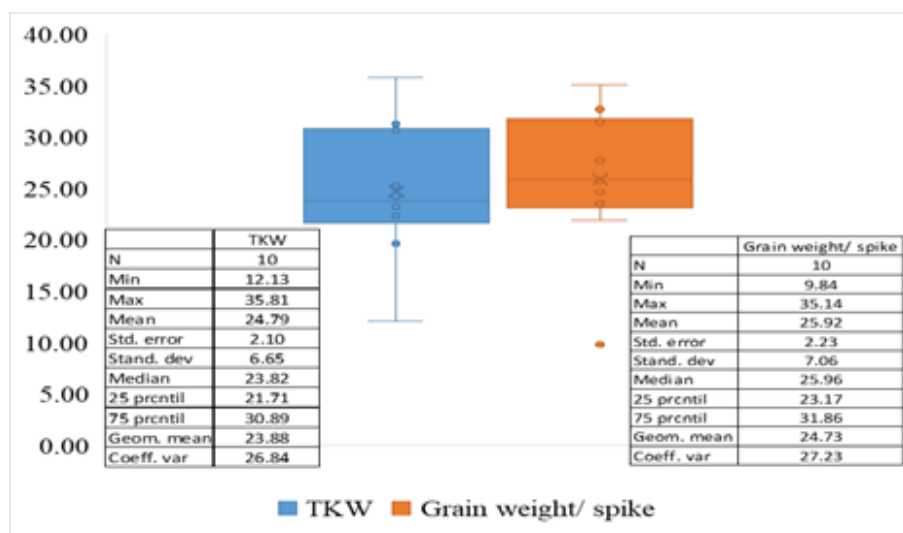 40.00
35.00
30.00
25.00
20.00
15.00
10.00
5.00
0.00
TKW
N 10
Min 12.13
Max 35.81
Mean 24.79
Std. error 2.10
Stand. dev 6.65
Median 23.82
25 prcntil 21.71
75 prcntil 30.89
Geom. mean 23.88
Coeff. var 26.84
Grain weight/ spike
N 10
Min 9.84
Max 35.14
Mean 25.92
Std. error 2.23
Stand. dev 7.06
Median 25.96
25 prcntil 23.17
75 prcntil 31.86
Geom. mean 24.73
Coeff. var 27.23
TKW Grain weight/ spike